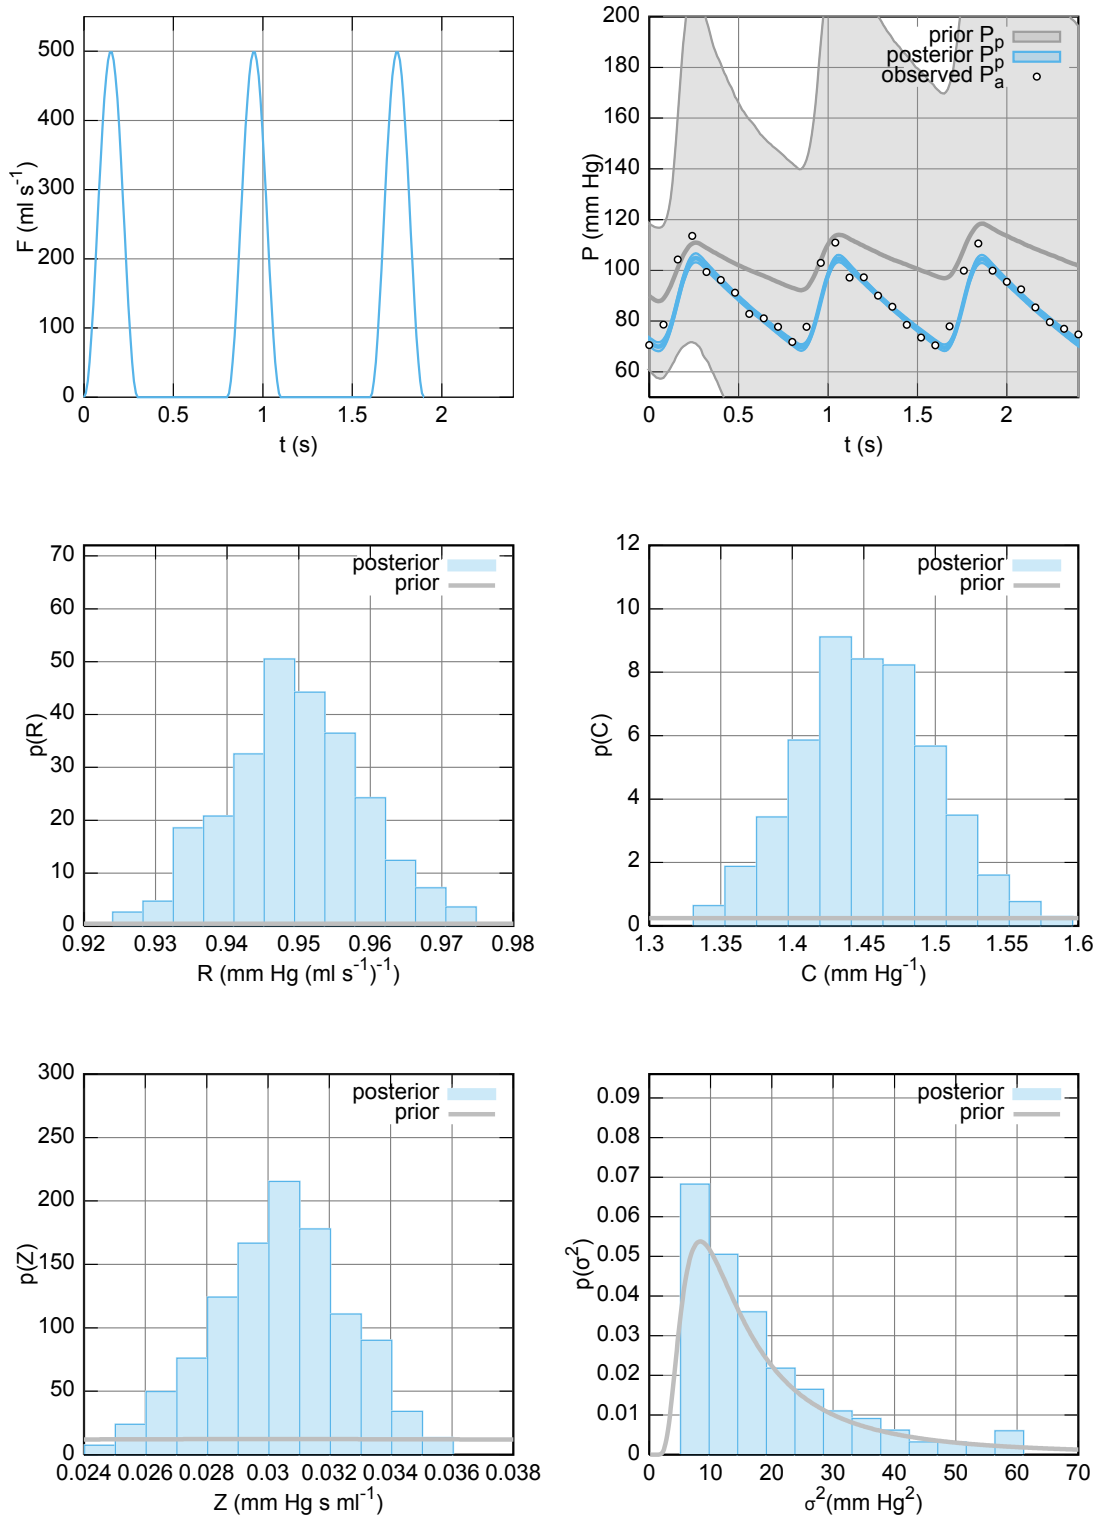 500
400
300
200
100
0
F (ml s-1)
0 0.5 1 1.5 2
t (s)
200
180
160
140
120
100
80
60
P (mm Hg)
prior Pp
posterior Pp
observed Pa
0 0.5 1 1.5 2
t (s)
70
60
50
40
30
20
10
0
p(R)
posterior
prior
0.92 0.93 0.94 0.95 0.96 0.97 0.98
R (mm Hg (ml s-1)-1)
12
10
8
6
4
2
0
p(C)
posterior
prior
1.3 1.35 1.4 1.45 1.5 1.55 1.6
C (mm Hg-1)
300
250
200
150
100
50
0
p(Z)
posterior
prior
0.024 0.026 0.028 0.03 0.032 0.034 0.036 0.038
Z (mm Hg s ml-1)
0.09
0.08
0.07
0.06
0.05
0.04
0.03
0.02
0.01
0
p(σ2)
posterior
prior
0 10 20 30 40 50 60 70
σ2(mm Hg2)